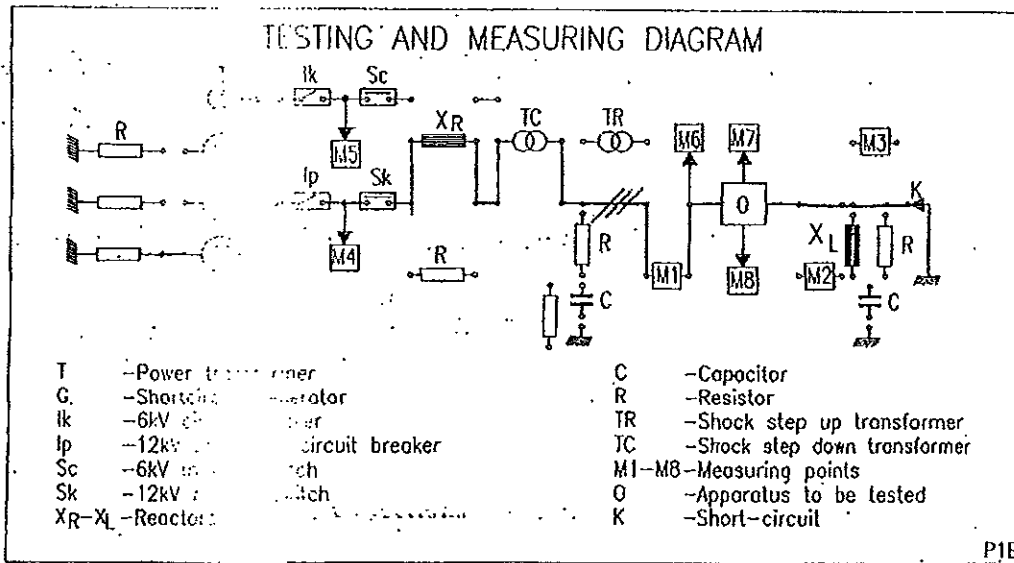 TESTING AND MEASURING DIAGRAM
Ik Sc
R XR TC TR M6 M7 M3
M5
Ip Sk O K
R XL R
M4 R M1 M8 M2
C C
T -Power
G -Shortcir
Ik -6kV
Ip -12kV circuit breaker
Sc -6kV
Sk -12kV
XR-XL -Reactors
C -Capacitor
R -Resistor
TR -Shock step up transformer
TC -Shock step down transformer
M1-M8-Measuring points
O -Apparatus to be tested
K -Short-circuit
P1E